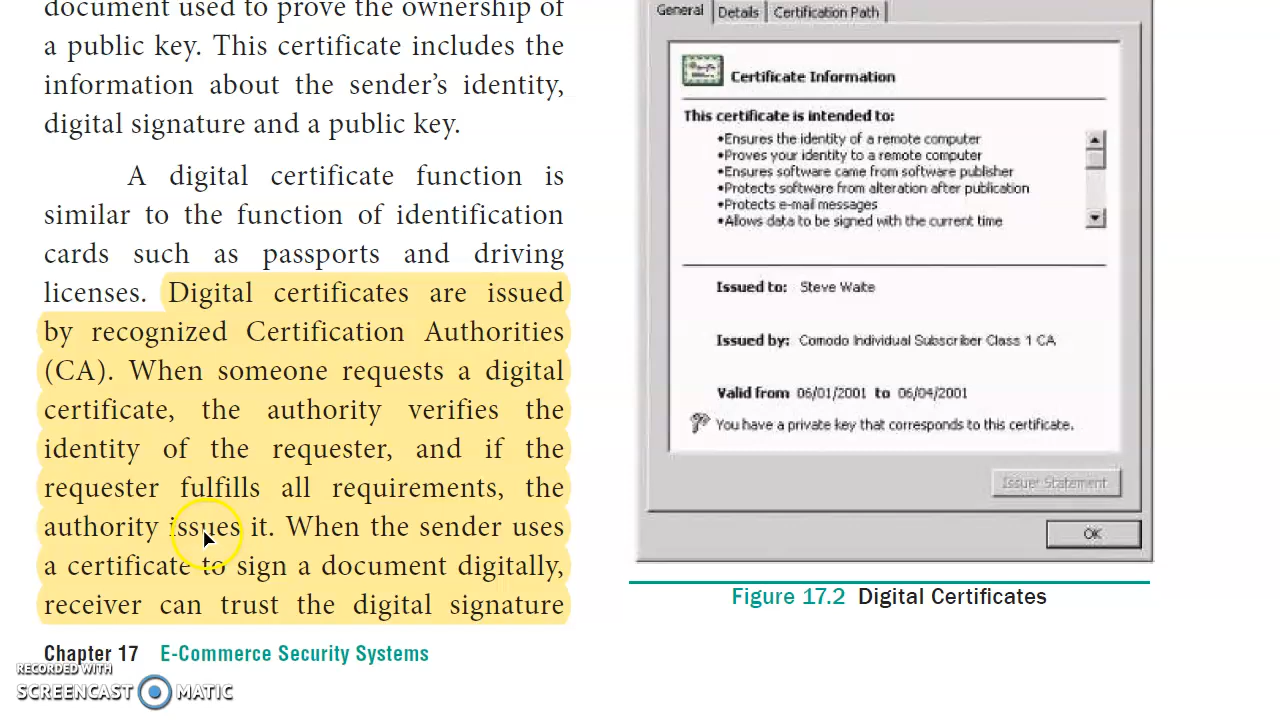 document used to prove the ownership of
a public key. This certificate includes the
information about the sender's identity,
digital signature and a public key.
A digital certificate function is
similar to the function of identification
cards such as passports and driving
licenses. Digital certificates are issued
by recognized Certification Authorities
(CA). When someone requests a digital
certificate, the authority verifies the
identity of the requester, and if the
requester fulfills all requirements, the
authority issues it. When the sender uses
a certificate to sign a document digitally,
receiver can trust the digital signature
Chapter 17 E-Commerce Security Systems
RECORDED WITH
SCREENCAST MATIC
General Details Certification Path
Certificate Information
This certificate is intended to:
•Ensures the identity of a remote computer
•Proves your identity to a remote computer
•Ensures software came from software publisher
•Protects software from alteration after publication
•Protects e-mail messages
•Allows data to be signed with the current time
Issued to: Steve Waite
Issued by: Comodo Individual Subscriber Class 1 CA
Valid from 06/01/2001 to 06/04/2001
You have a private key that corresponds to this certificate.
Issuer Statement
OK
Figure 17.2 Digital Certificates